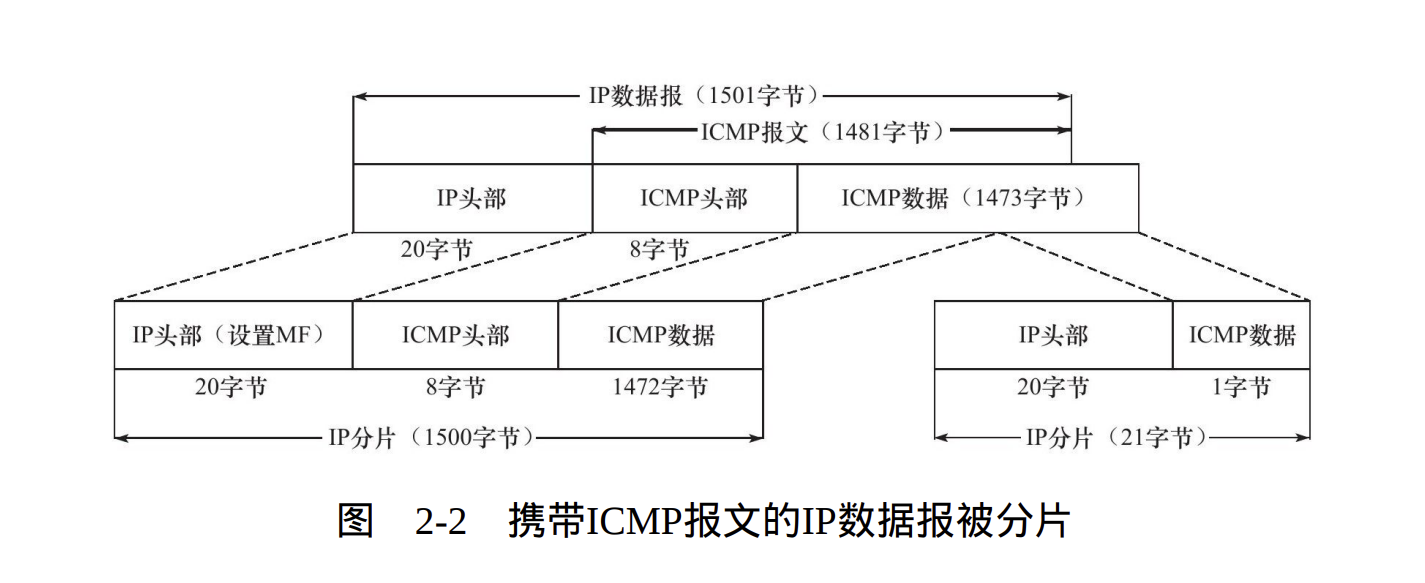 IP数据报（1501字节）
ICMP报文（1481字节）
IP头部 ICMP头部 ICMP数据（1473字节）
20字节 8字节
IP头部（设置MF） ICMP头部 ICMP数据 IP头部 ICMP数据
20字节 8字节 1472字节 20字节 1字节
IP分片（1500字节） IP分片（21字节）
图 2-2 携带ICMP报文的IP数据报被分片